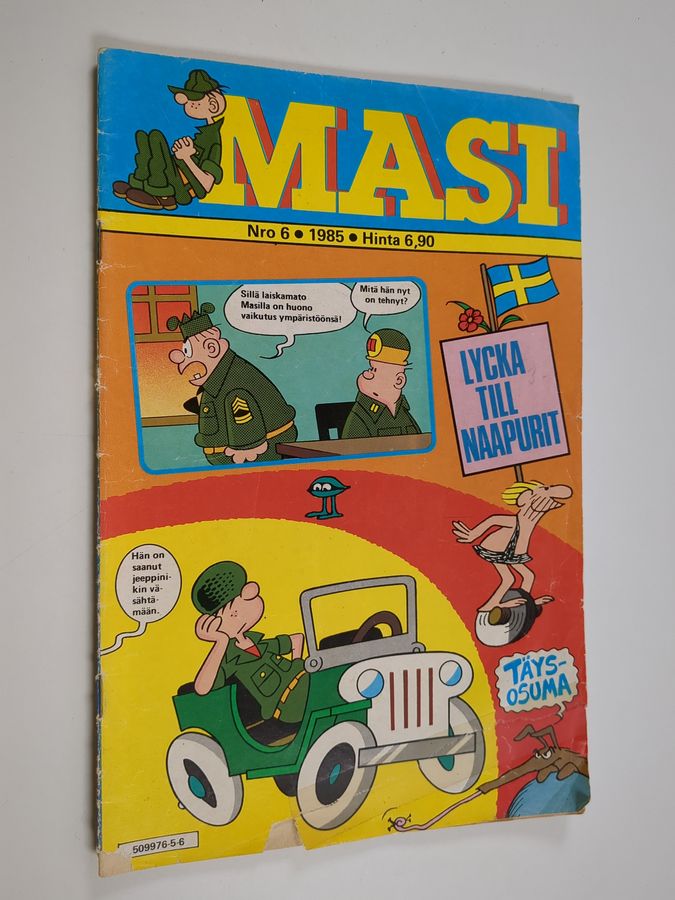 MASI
Nro 6 • 1985 • Hinta 6,90
Sillä laiskamato
Masilla on huono
vaikutus ympäristöönsä!
Mitä hän nyt
on tehnyt?
LYCKA
TILL
NAAPURIT
Hän on
saanut
jeeppini-
kin vä-
sähtä-
mään.
TÄYS-
OSUMA
509976-5-6